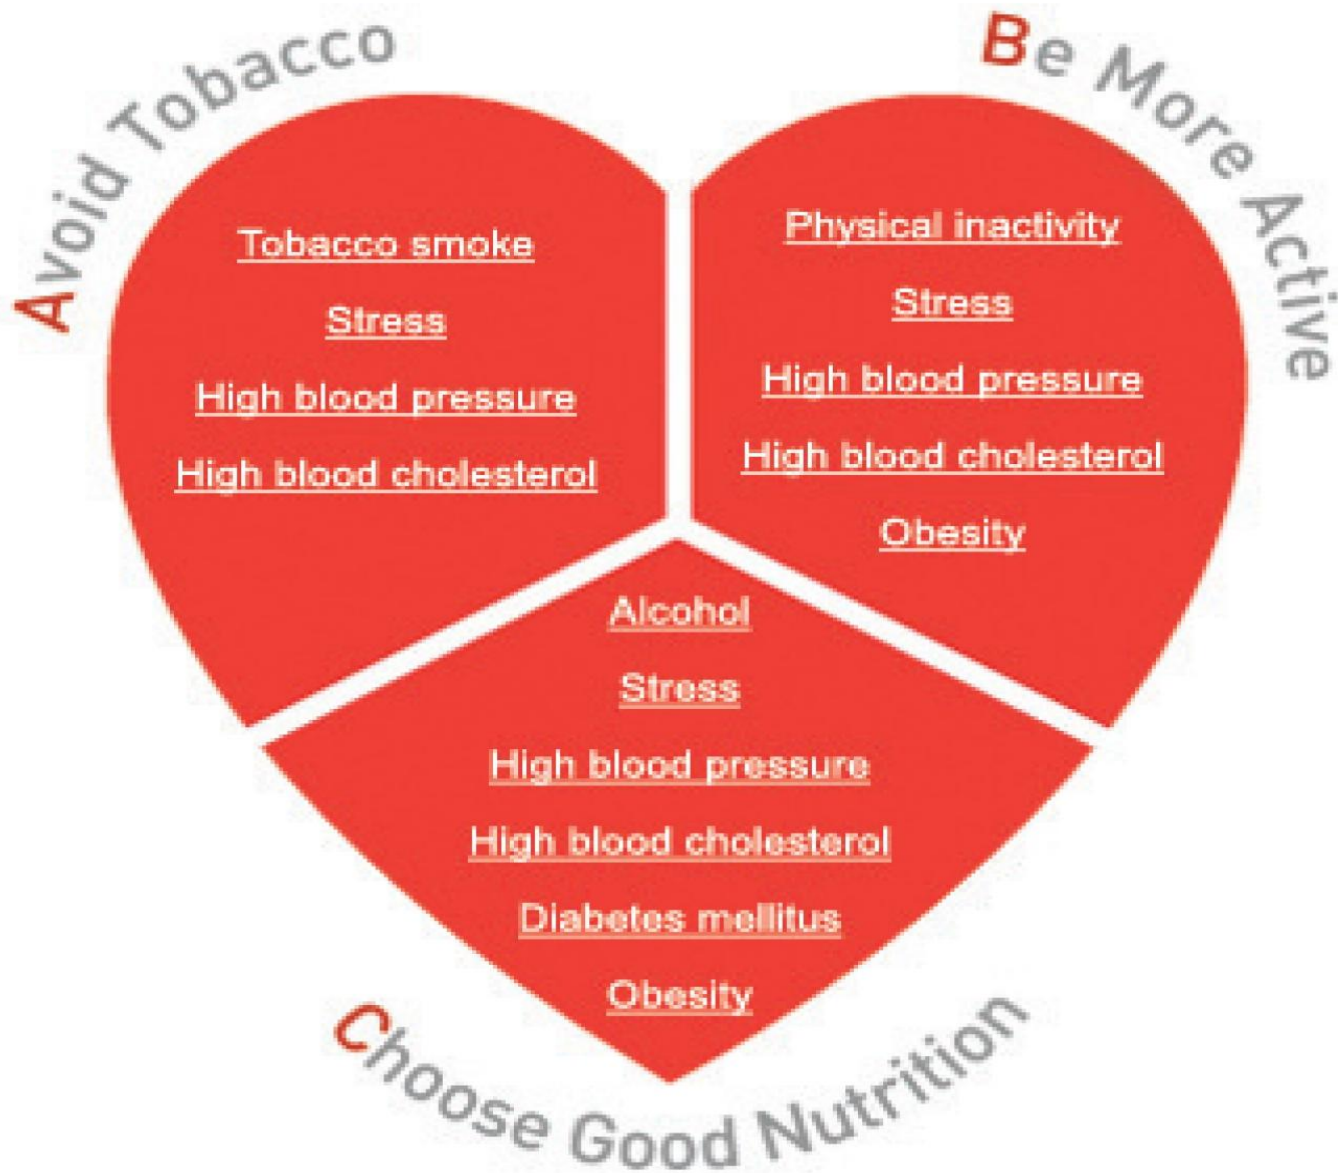 Avoid Tobacco
Tobacco smoke
Stress
High blood pressure
High blood cholesterol
Be More Active
Physical inactivity
Stress
High blood pressure
High blood cholesterol
Obesity
Alcohol
Stress
High blood pressure
High blood cholesterol
Diabetes mellitus
Obesity
Choose Good Nutrition